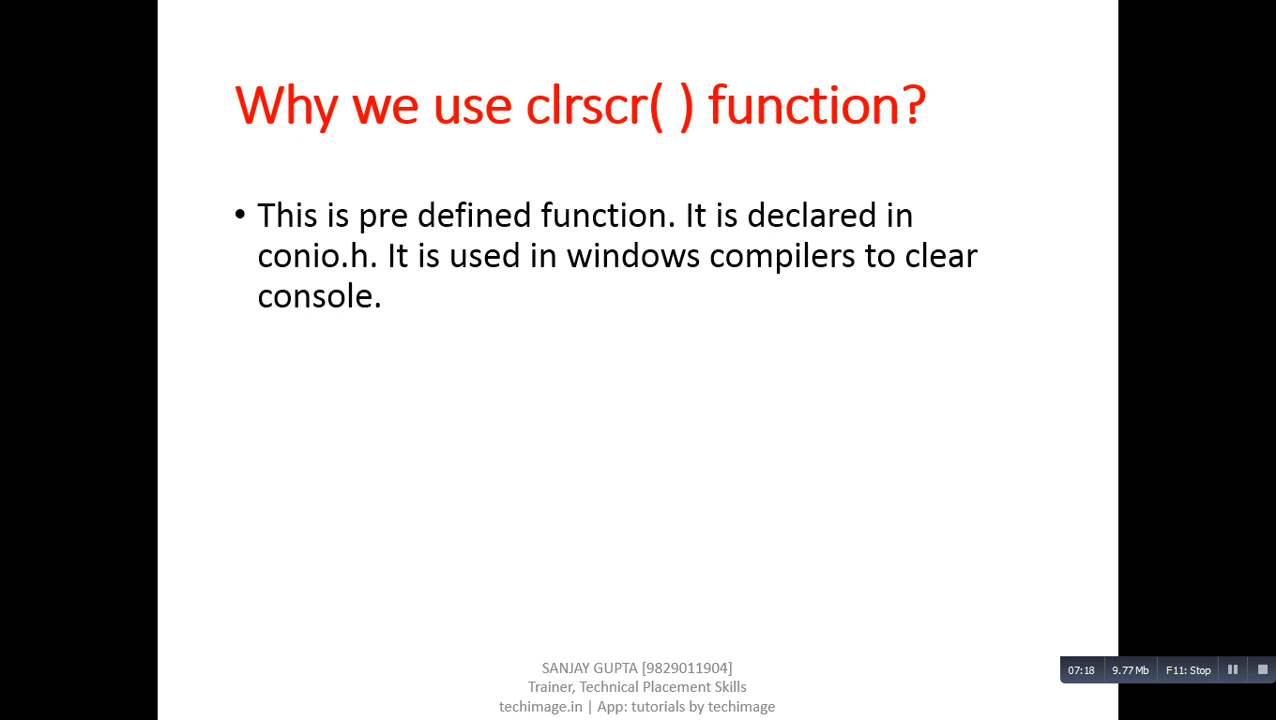 Why we use clrscr( ) function?
• This is pre defined function. It is declared in
conio.h. It is used in windows compilers to clear
console.
SANJAY GUPTA [9829011904]
Trainer, Technical Placement Skills
techimage.in | App: tutorials by techimage
07:18 9.77 Mb F11: Stop